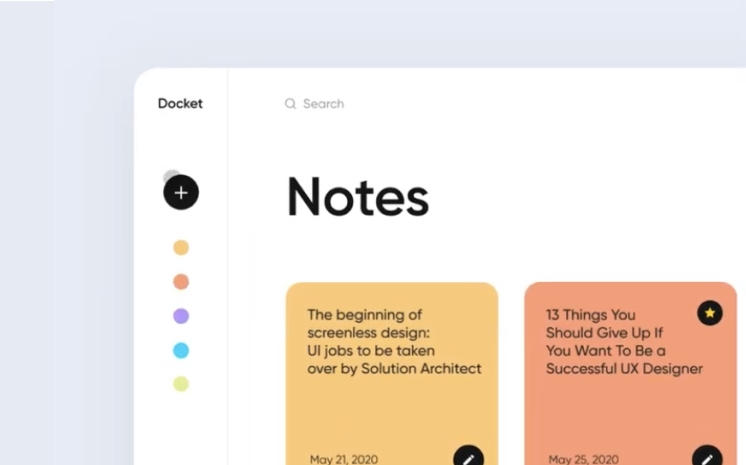 Docket
Search
Notes
The beginning of
screenless design:
UI jobs to be taken
over by Solution Architect
May 21, 2020
13 Things You
Should Give Up If
You Want To Be a
Successful UX Designer
May 25, 2020